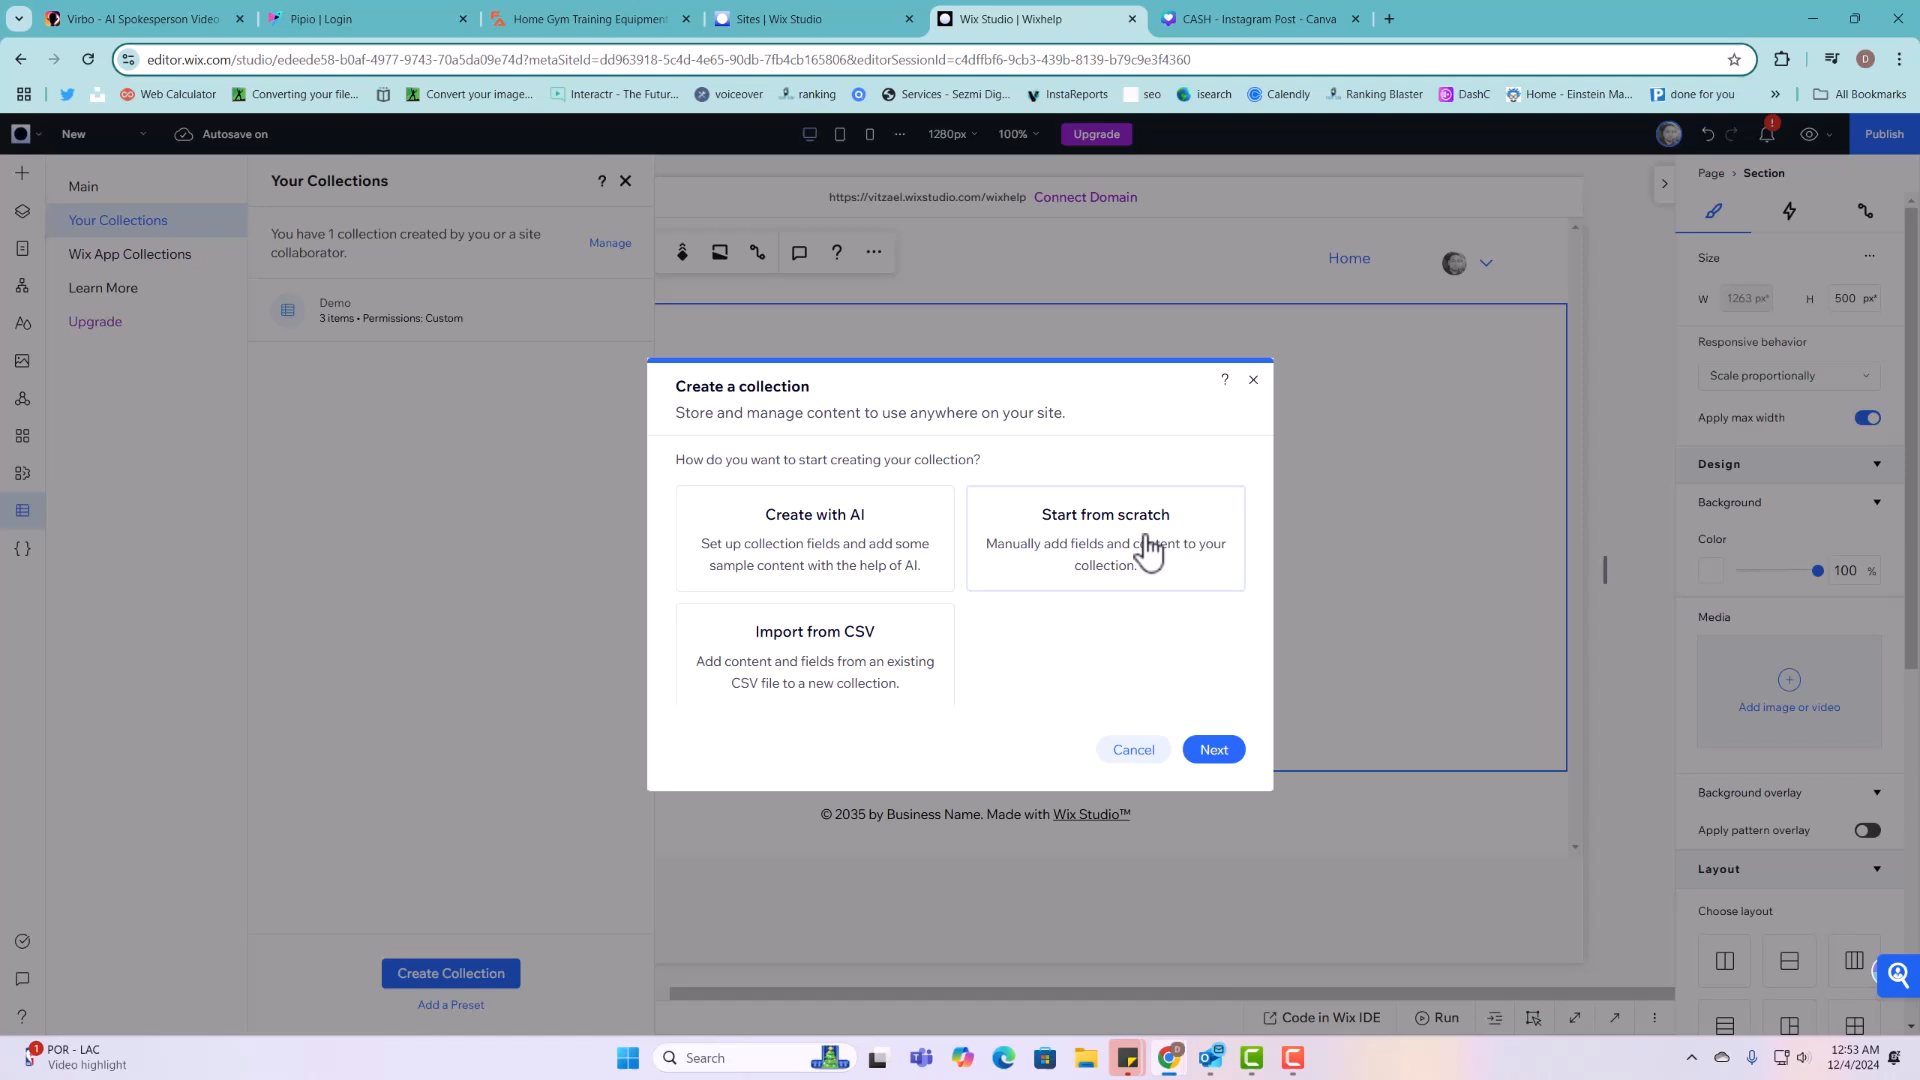 Virbo - AI Spokesperson Video
Pipio | Login
Home Gym Training Equipment
Sites | Wix Studio
Wix Studio | Wixhelp
CASH - Instagram Post - Canva
editor.wix.com/studio/edeede58-b0af-4977-9743-70a5da09e74d?metaSiteId=dd963918-5c4d-4e65-90db-7fb4cb165806&editorSessionId=c4dffbf6-9cb3-439b-8139-b79c9e3f4360
D
Web Calculator
Converting your file...
Convert your image...
Interactr - The Futur...
voiceover
ranking
Services - Sezmi Dig...
InstaReports
seo
isearch
Calendly
Ranking Blaster
DashC
Home - Einstein Ma...
done for you
All Bookmarks
New
Autosave on
1280px
100%
Upgrade
Publish
Main
Your Collections
Wix App Collections
Learn More
Upgrade
Your Collections
?
You have 1 collection created by you or a site
collaborator.
Manage
Demo
3 items • Permissions: Custom
Create Collection
Add a Preset
https://vitzael.wixstudio.com/wixhelp Connect Domain
Home
Create a collection
Store and manage content to use anywhere on your site.
How do you want to start creating your collection?
Create with AI
Set up collection fields and add some
sample content with the help of AI.
Start from scratch
Manually add fields and content to your
collection.
Import from CSV
Add content and fields from an existing
CSV file to a new collection.
Cancel
Next
© 2035 by Business Name. Made with Wix Studio™
Code in Wix IDE
Run
Page > Section
Size
W 1263 px* H 500 px*
Responsive behavior
Scale proportionally
Apply max width
Design
Background
Color
100 %
Media
Add image or video
Background overlay
Apply pattern overlay
Layout
Choose layout
1
POR - LAC
Video highlight
Search
12:53 AM
12/4/2024